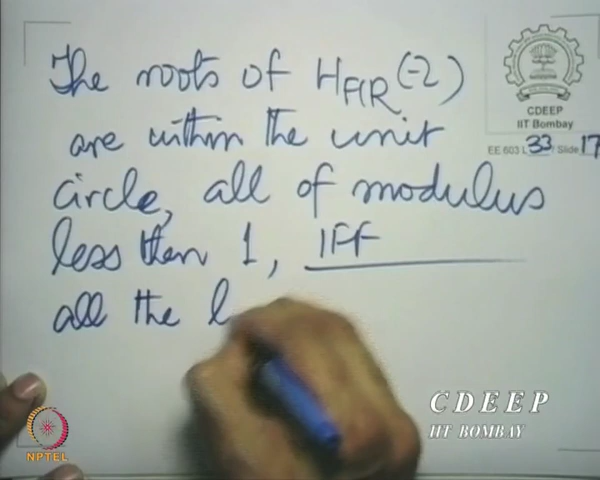 The roots of HFIR(-z)
are within the unit
circle, all of modulus
less than 1, IFF
all the l
CDEEP
IIT Bombay
EE 603 L 33 / Slide 17
CDEEP
IIT BOMBAY
NPTEL